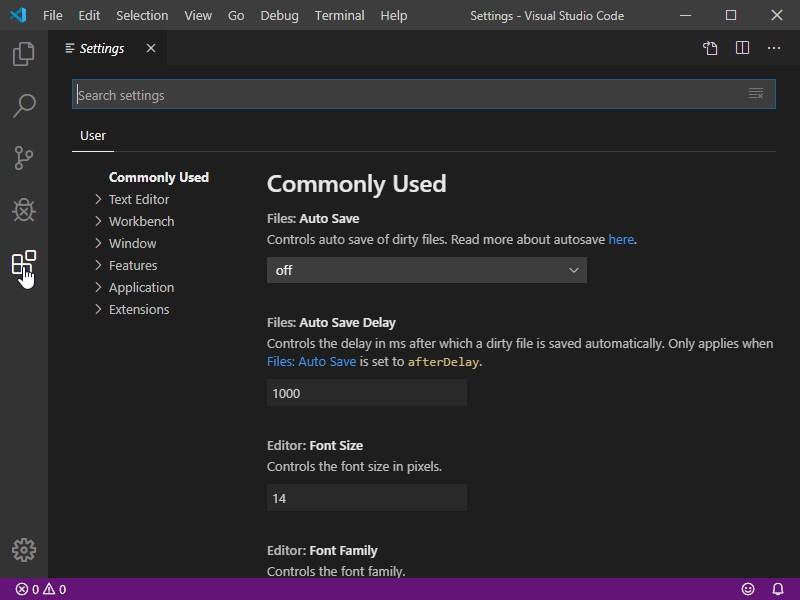 File Edit Selection View Go Debug Terminal Help Settings - Visual Studio Code
Settings
Search settings
User
Commonly Used
Text Editor
Workbench
Window
Features
Application
Extensions
Commonly Used
Files: Auto Save
Controls auto save of dirty files. Read more about autosave here.
off
Files: Auto Save Delay
Controls the delay in ms after which a dirty file is saved automatically. Only applies when
Files: Auto Save is set to afterDelay.
1000
Editor: Font Size
Controls the font size in pixels.
14
Editor: Font Family
Controls the font family.
0 0